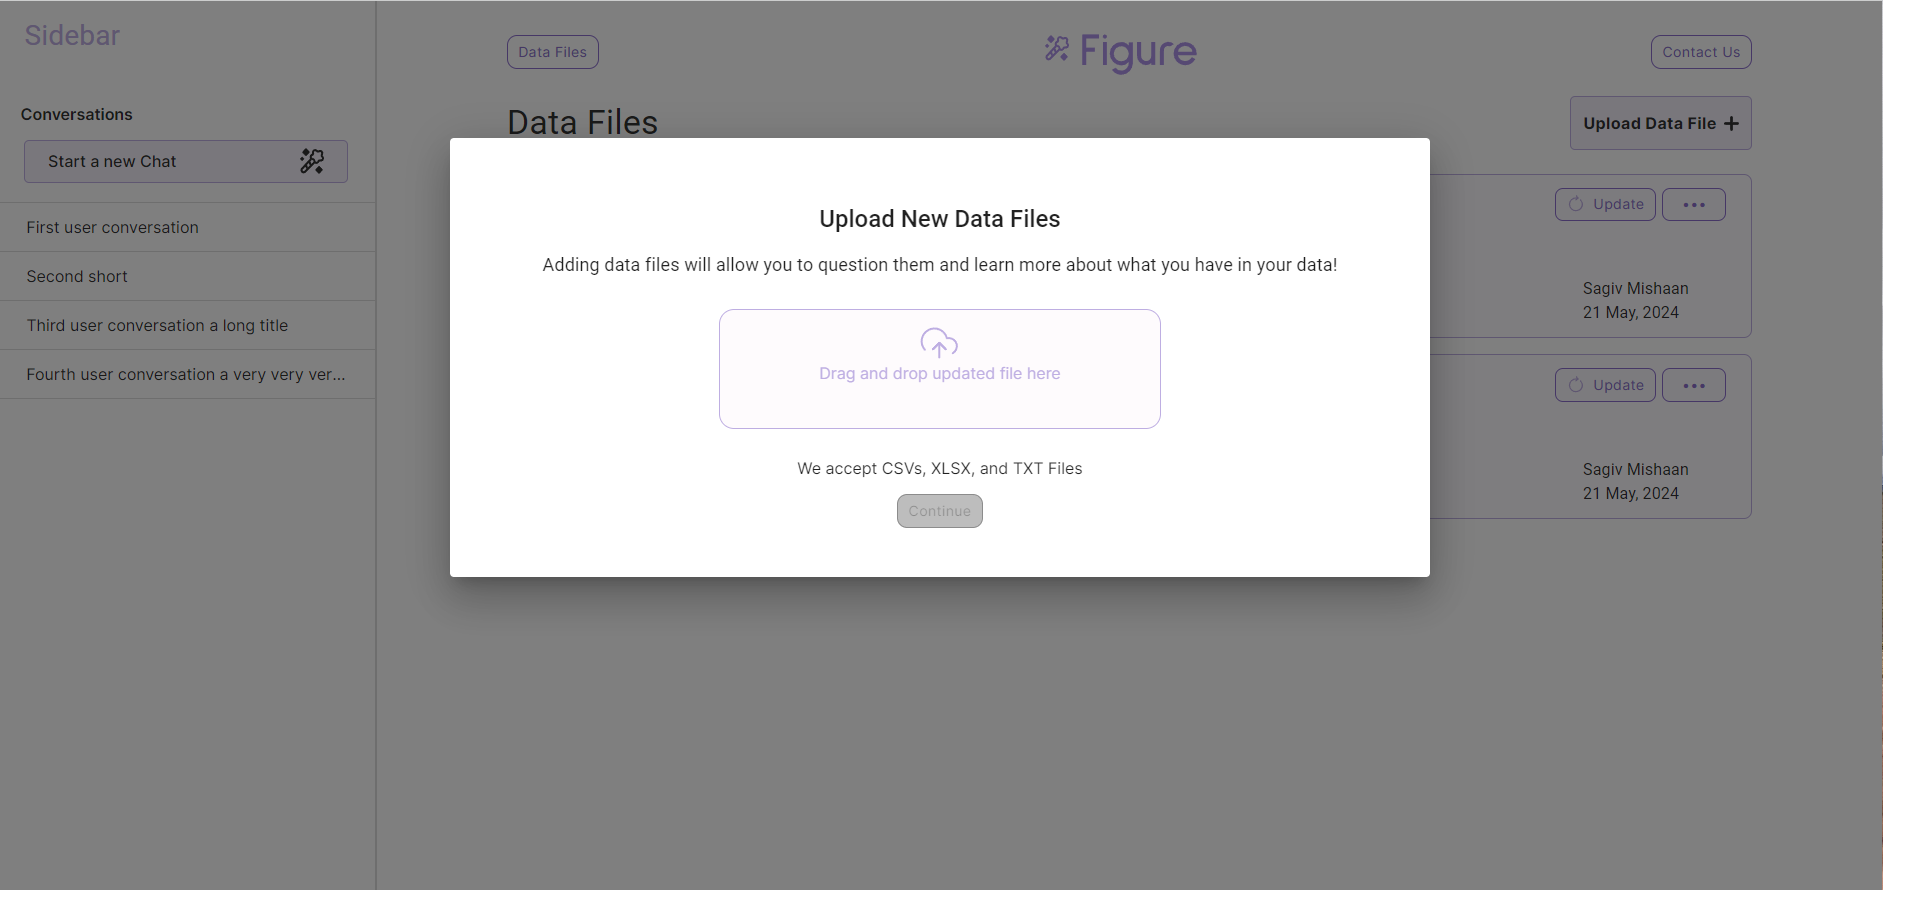 Sidebar
Conversations
Start a new Chat
First user conversation
Second short
Third user conversation a long title
Fourth user conversation a very very ver...
Data Files
Figure
Contact Us
Data Files
Upload Data File +
Upload New Data Files
Adding data files will allow you to question them and learn more about what you have in your data!
Drag and drop updated file here
We accept CSVs, XLSX, and TXT Files
Continue
Update
Sagiv Mishaan
21 May, 2024
Update
Sagiv Mishaan
21 May, 2024